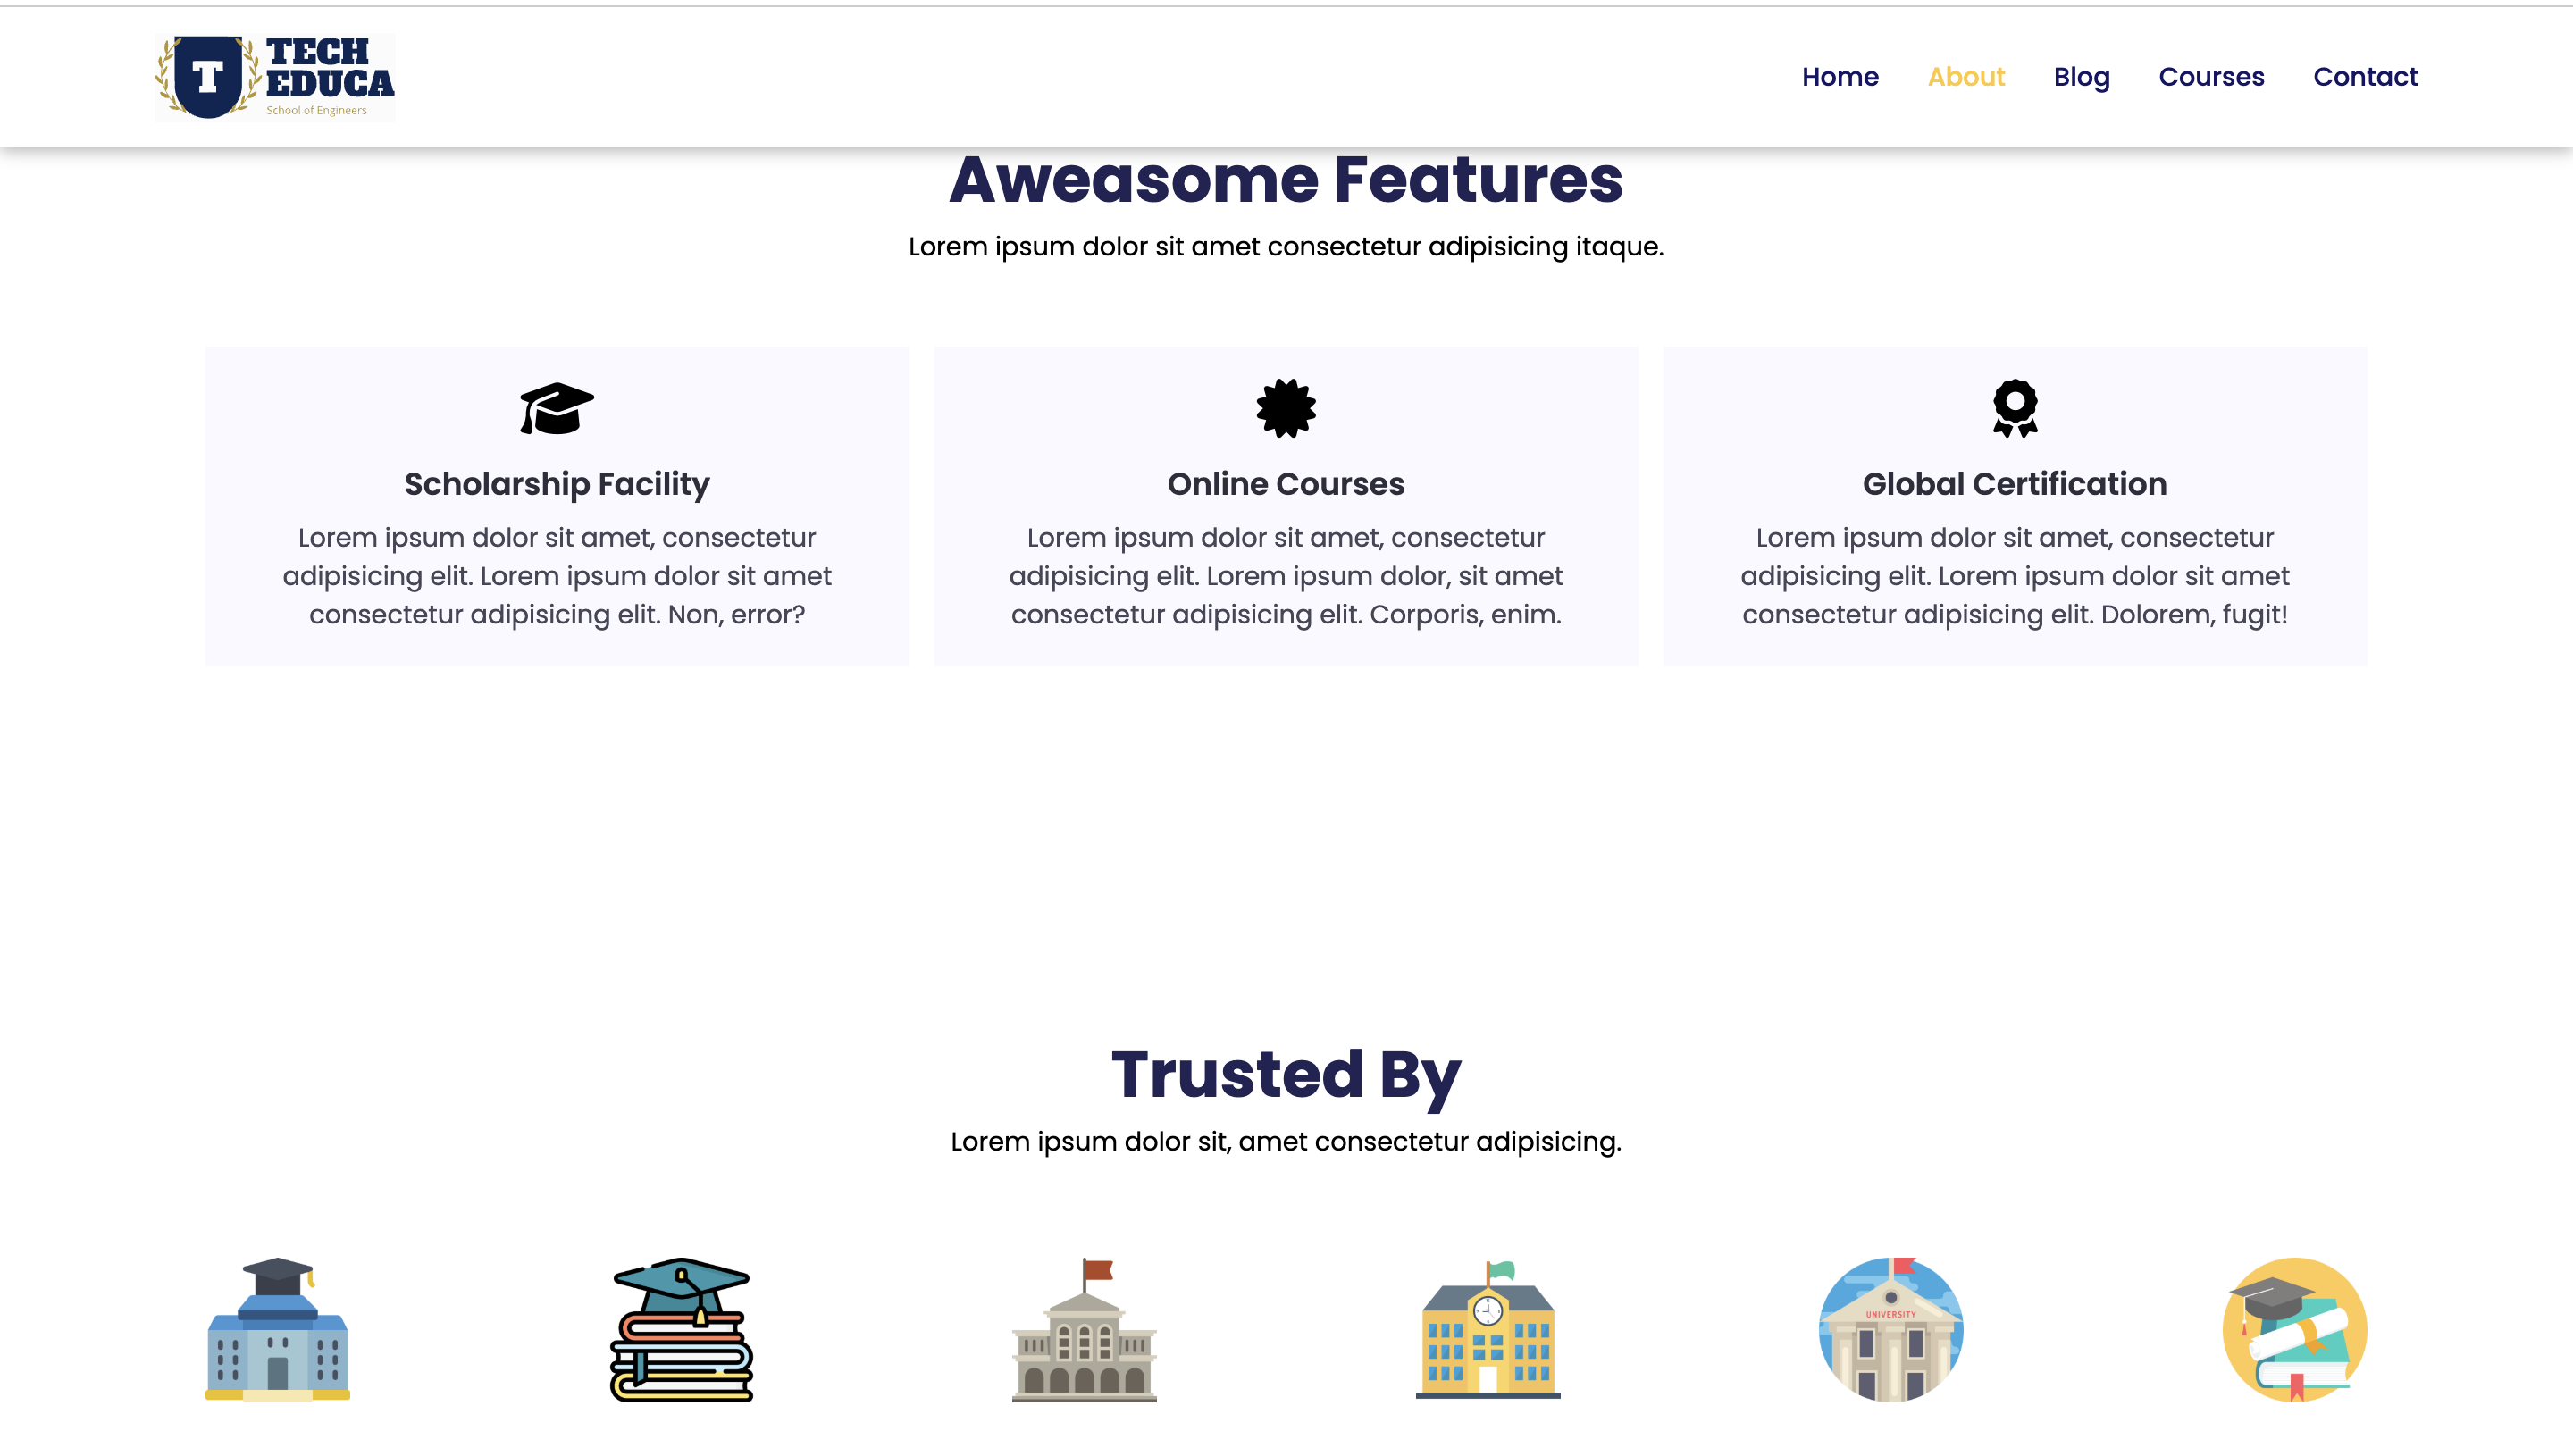 T
TECH
EDUCA
School of Engineers
Home About Blog Courses Contact
Aweasome Features
Lorem ipsum dolor sit amet consectetur adipisicing itaque.
Scholarship Facility
Lorem ipsum dolor sit amet, consectetur
adipisicing elit. Lorem ipsum dolor sit amet
consectetur adipisicing elit. Non, error?
Online Courses
Lorem ipsum dolor sit amet, consectetur
adipisicing elit. Lorem ipsum dolor, sit amet
consectetur adipisicing elit. Corporis, enim.
Global Certification
Lorem ipsum dolor sit amet, consectetur
adipisicing elit. Lorem ipsum dolor sit amet
consectetur adipisicing elit. Dolorem, fugit!
Trusted By
Lorem ipsum dolor sit, amet consectetur adipisicing.
UNIVERSITY